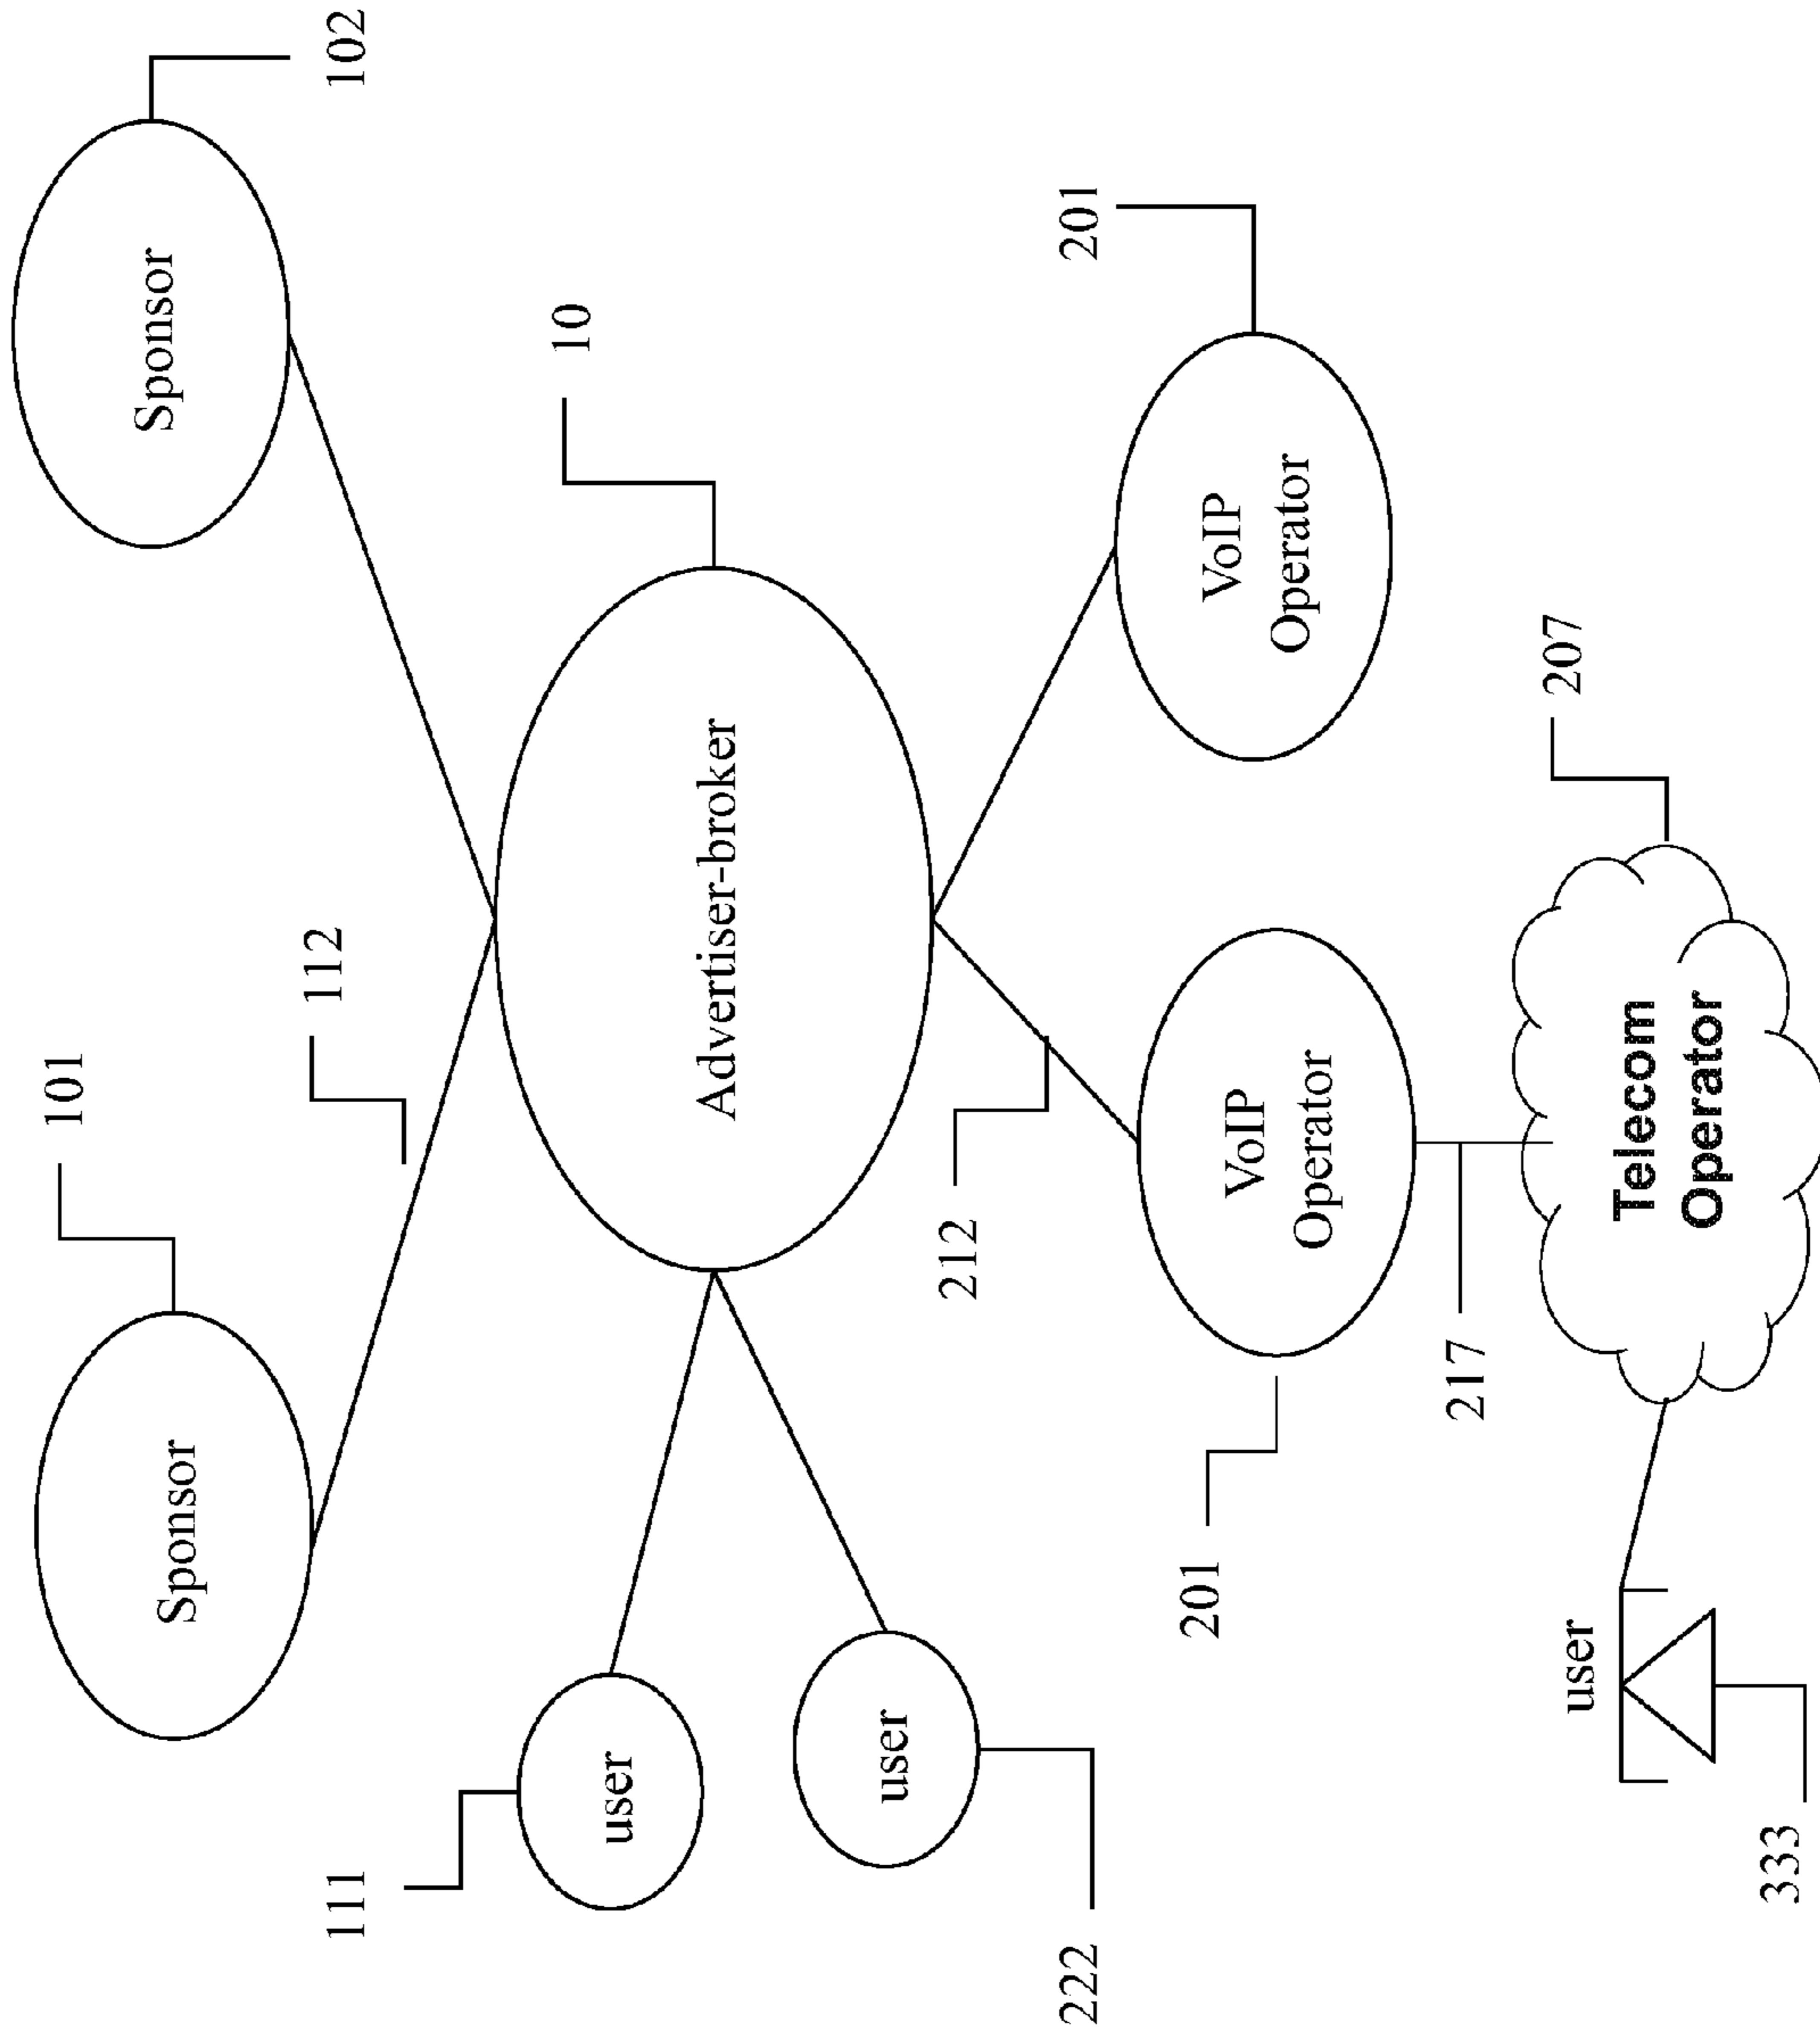 102
Sponsor
101
112
Sponsor
10
Advertiser-broker
111
user
222
user
212
201
VoIP
Operator
201
VoIP
Operator
217
207
Telecom
Operator
user
333